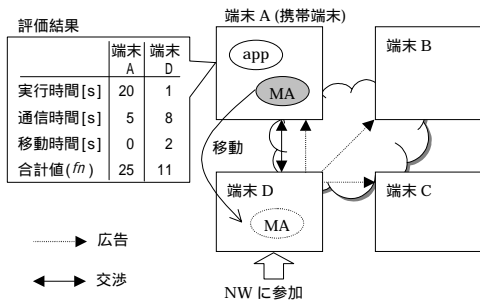 評価結果
端末 端末
A D
実行時間[s] 20 1
通信時間[s] 5 8
移動時間[s] 0 2
合計値(fn) 25 11
端末 A (携帯端末)
app
MA
端末 B
移動
端末 D
MA
端末 C
NW に参加
広告
交渉